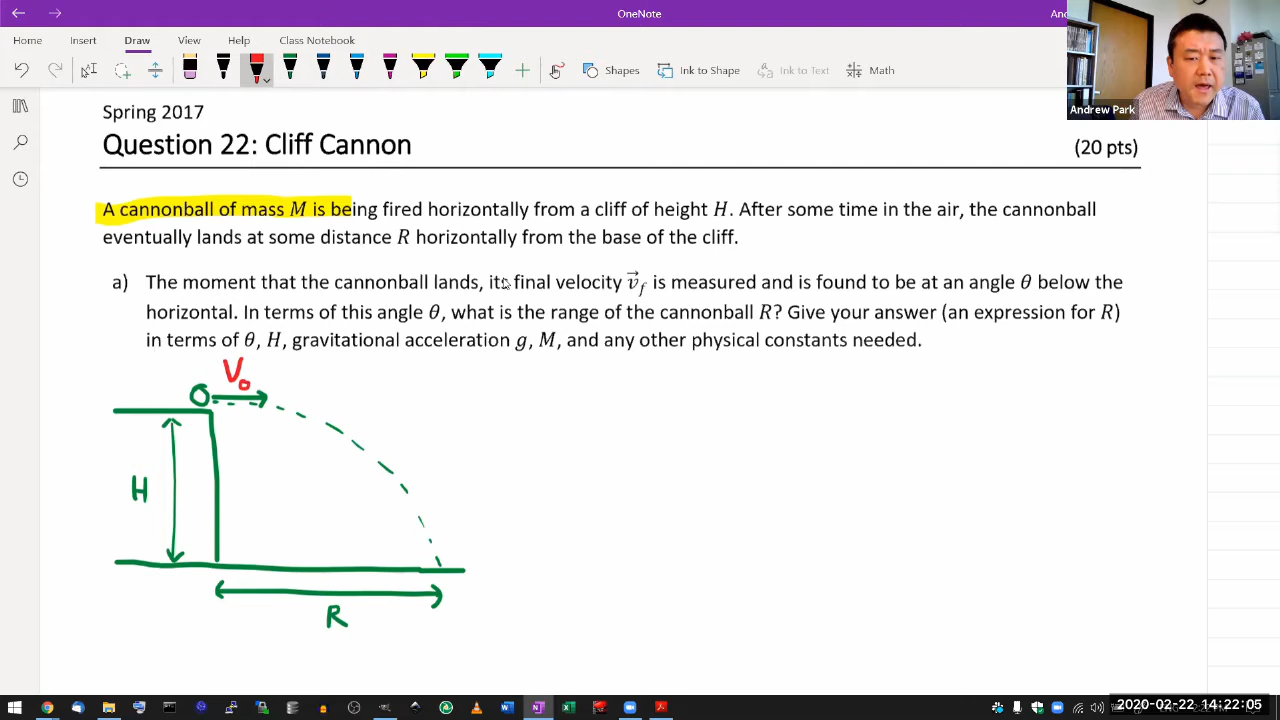 OneNote
And
Home Insert Draw View Help Class Notebook
Shapes Ink to Shape Ink to Text Math
Andrew Park
Spring 2017
Question 22: Cliff Cannon (20 pts)
A cannonball of mass M is being fired horizontally from a cliff of height H. After some time in the air, the cannonball
eventually lands at some distance R horizontally from the base of the cliff.
a) The moment that the cannonball lands, its final velocity v⃗_f is measured and is found to be at an angle θ below the
horizontal. In terms of this angle θ, what is the range of the cannonball R? Give your answer (an expression for R)
in terms of θ, H, gravitational acceleration g, M, and any other physical constants needed.
V₀
H
R
2020-02-22 14:22:05